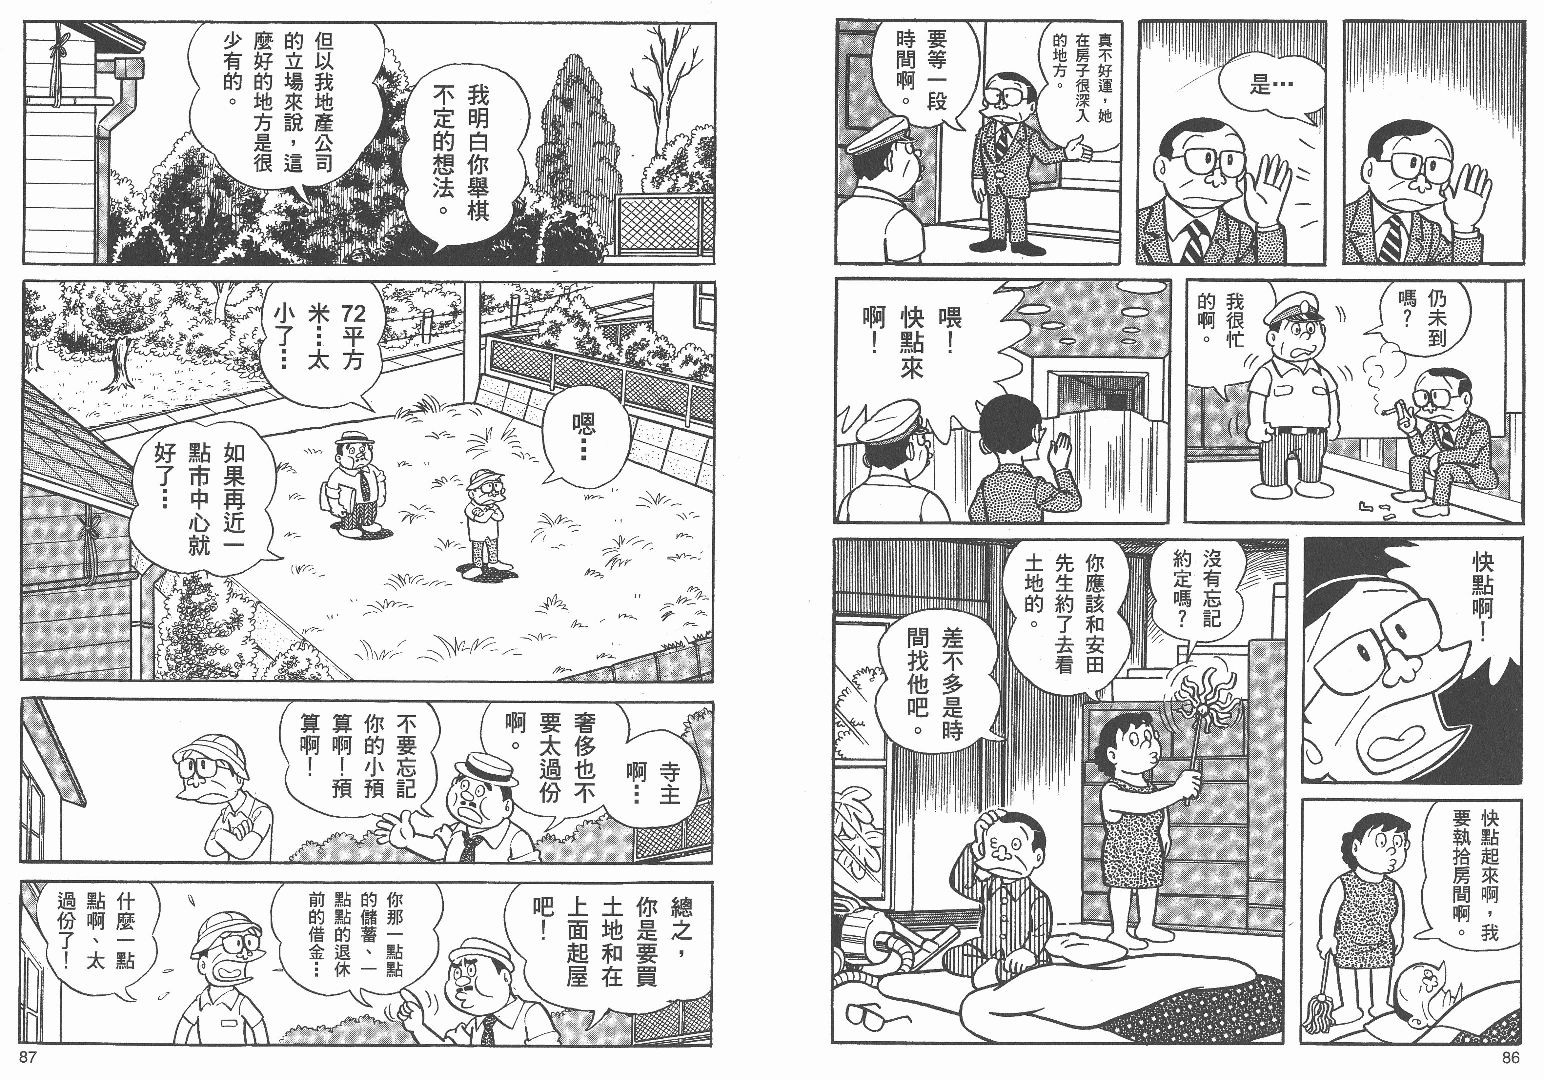 是⋯
真不好運，她
在房子很深入
的地方。
要等一段
時間啊。
仍未到
嗎？
我很忙
的啊。
喂！
快點來
啊！
快點啊！
沒有忘記
約定嗎？
你應該和安田
先生約了去看
土地的。
差不多是時
間找他吧。
快點起來啊，我
要執拾房間啊。
86
我明白你舉棋
不定的想法。
但以我地產公司
的立場來說，這
麼好的地方是很
少有的。
嗯⋯
72平方
米⋯太
小了⋯
如果再近一
點市中心就
好了⋯
寺主
啊⋯
奢侈也不
要太過份
啊。
不要忘記
你的小預
算啊！預
算啊！
總之，
你是要買
土地和在
上面起屋
吧！
你那一點點
的儲蓄、一
點點的退休
前的借金⋯
什麼一點
點啊、太
過份了！
87